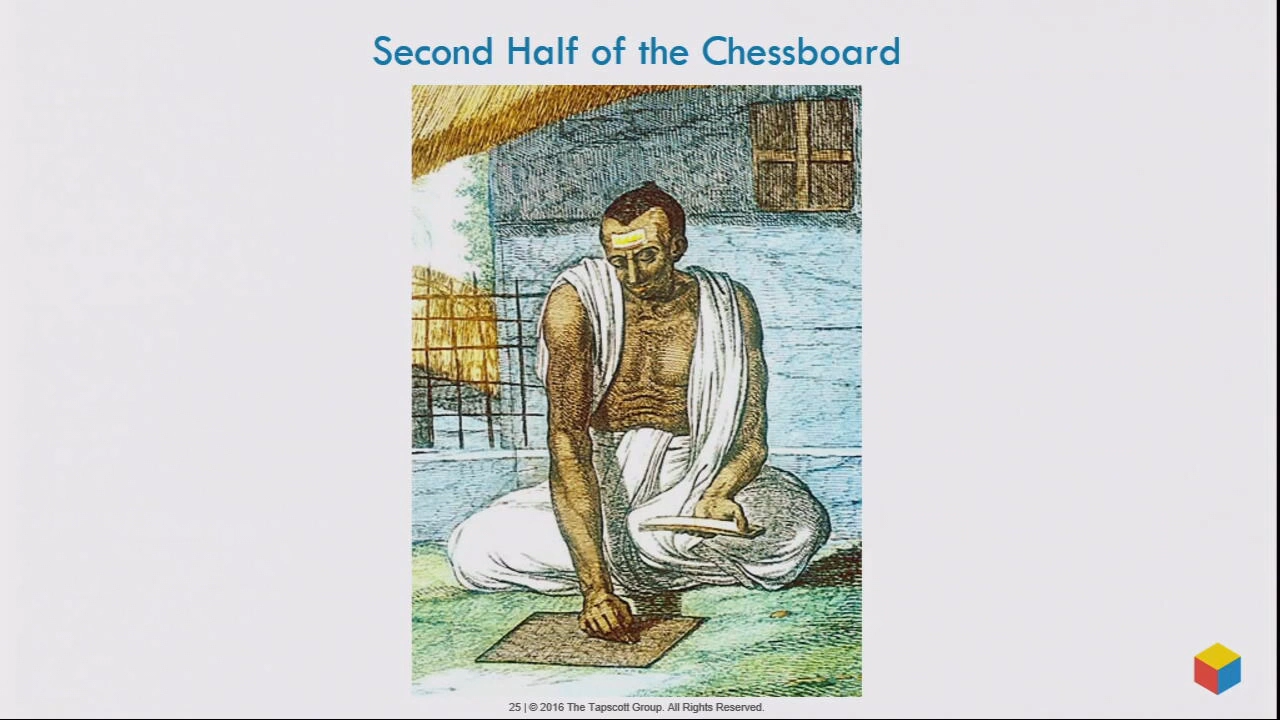 Second Half of the Chessboard
25 | © 2016 The Tapscott Group. All Rights Reserved.